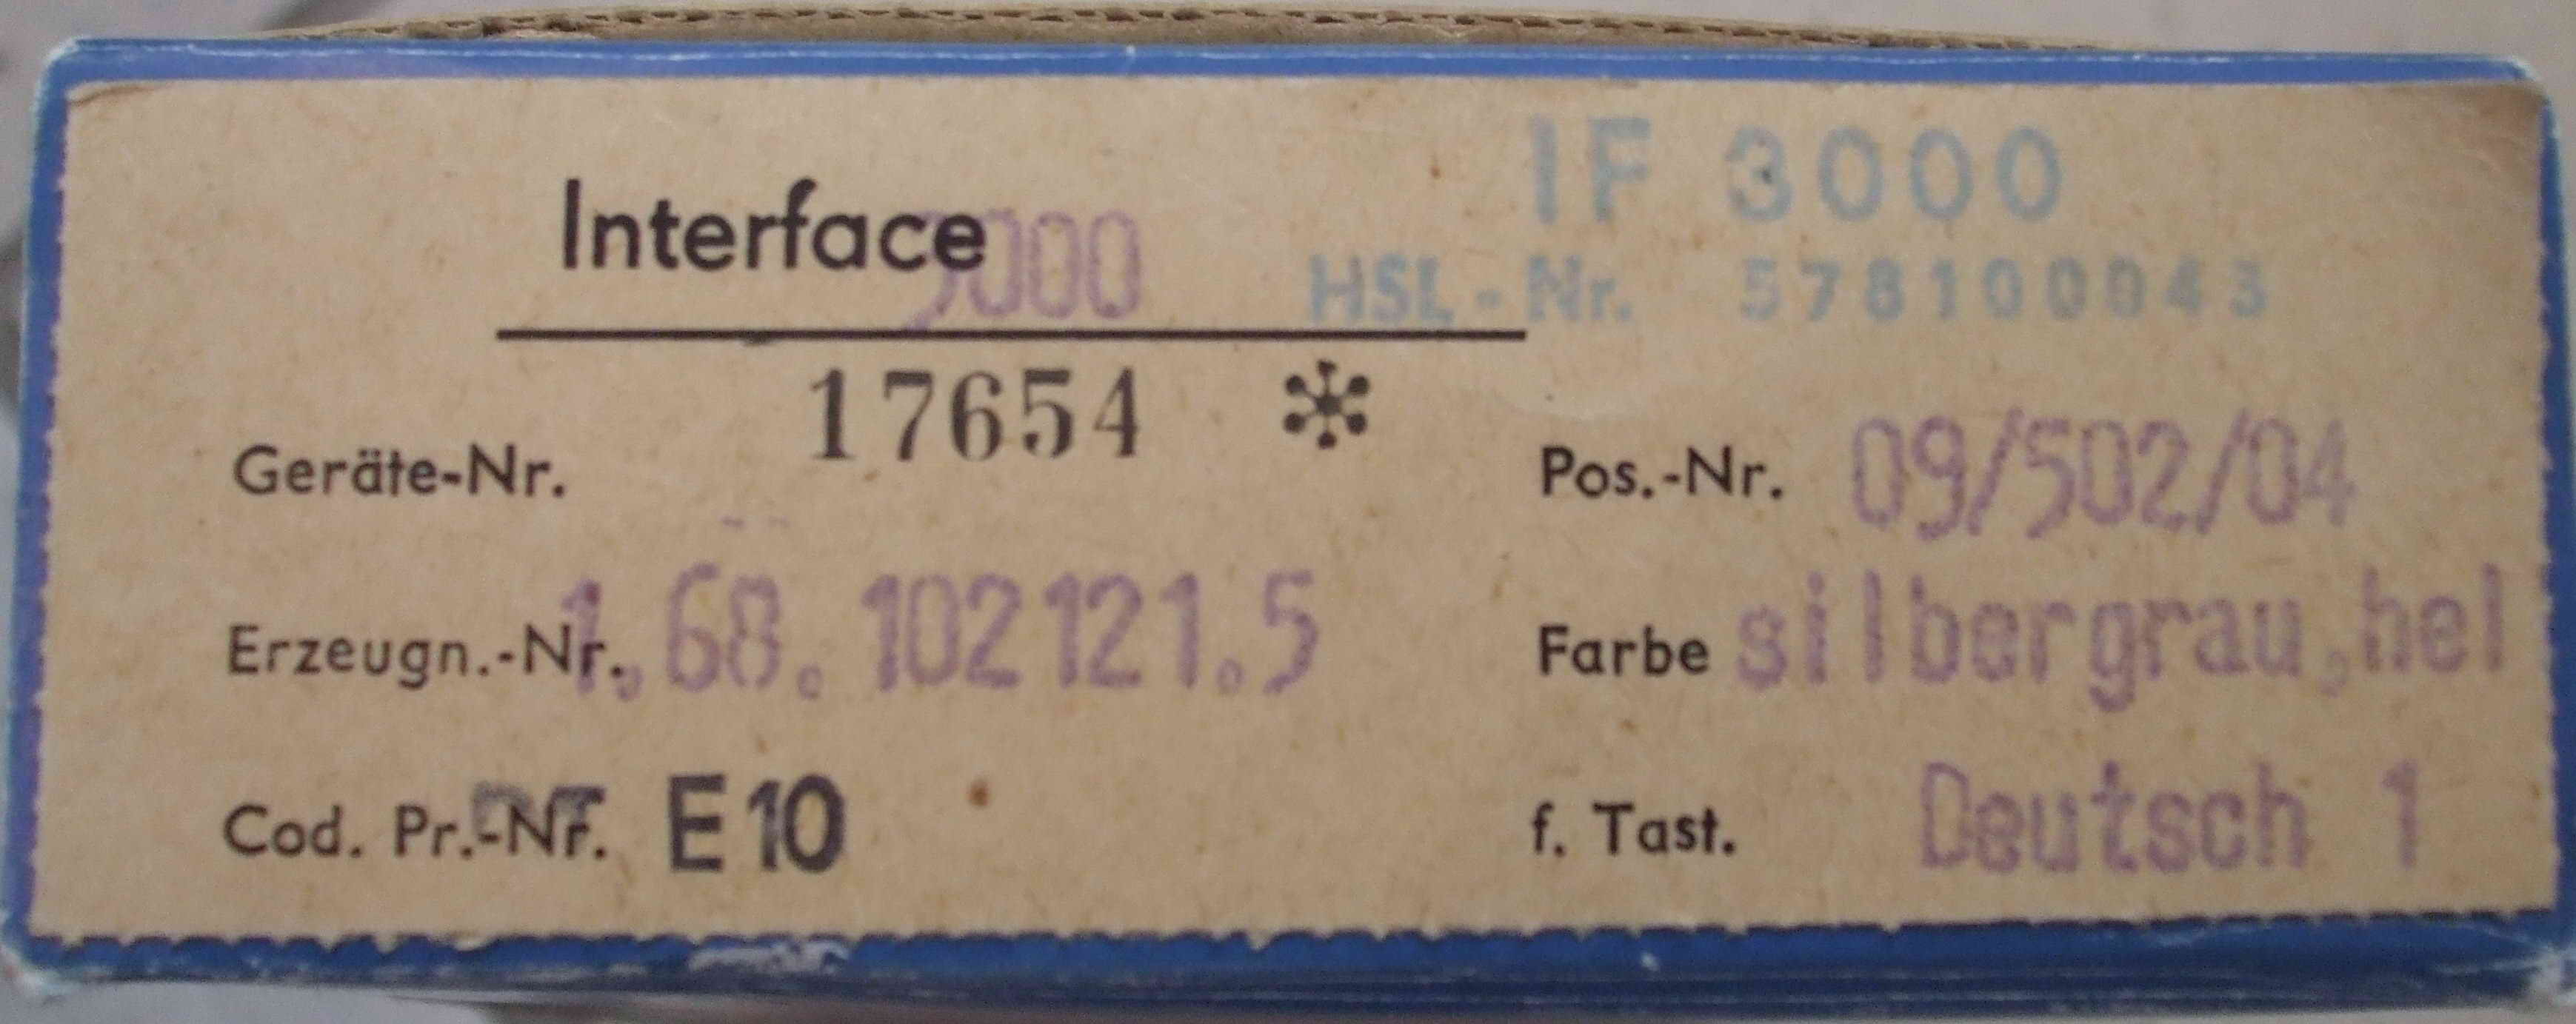 IF 3000
Interface 3000
HSL-Nr. 578100043
17654 *
Geräte-Nr.
Pos.-Nr. 09/502/04
Erzeugn.-Nr. 1.68.102121.5
Farbe silbergrau,hel
Cod. Pr.-Nr. E10
f. Tast. Deutsch 1